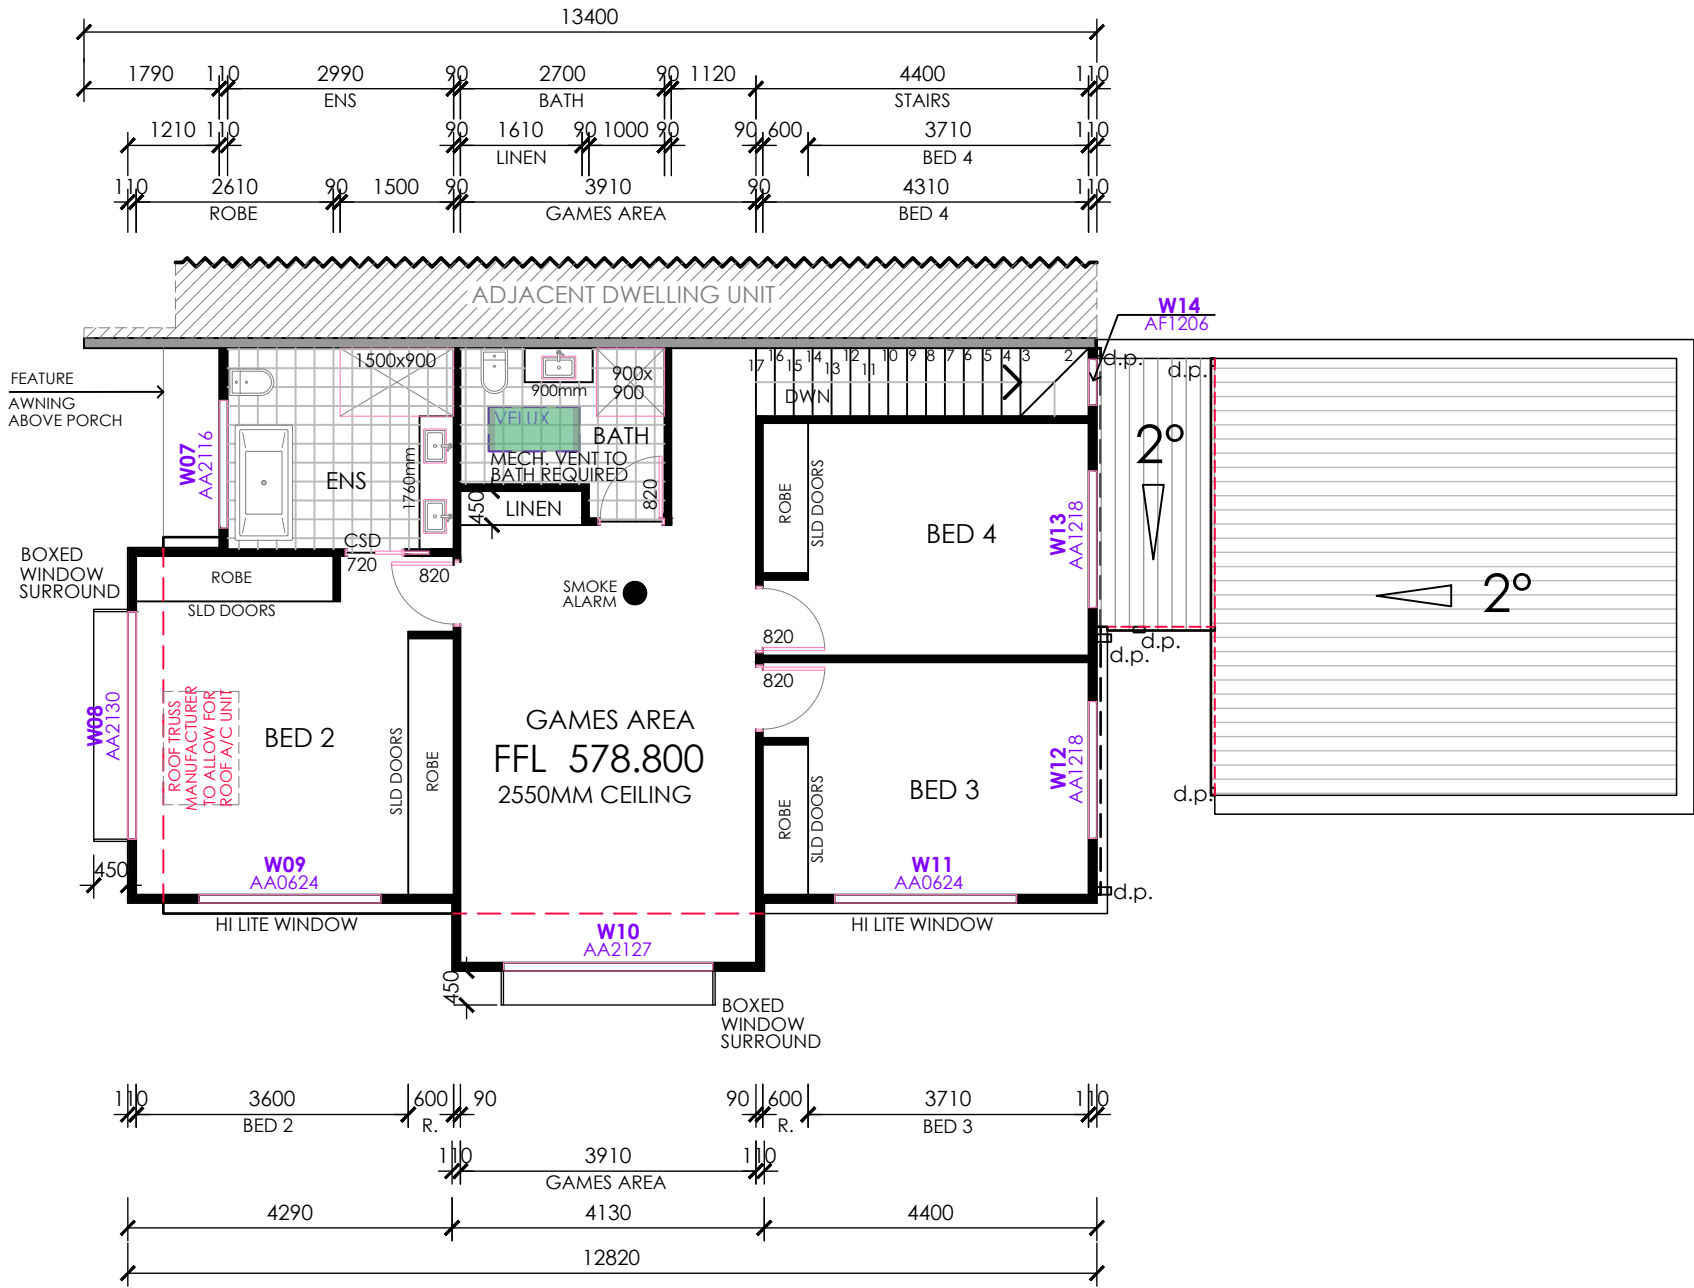 13400
1790 110 2990 90 2700 90 1120 4400 110
ENS BATH STAIRS
1210 110 90 1610 90 1000 90 90 600 3710 110
LINEN BED 4
110 2610 90 1500 90 3910 90 4310 110
ROBE GAMES AREA BED 4
ADJACENT DWELLING UNIT
W14
AF1206
FEATURE
AWNING
ABOVE PORCH
1500x900
900mm
900x
900
17 16 15 14 13 12 11 10 9 8 7 6 5 4 3 2
DWN
d.p.
d.p.
W07
AA2116
VELUX
BATH
MECH. VENT TO
BATH REQUIRED
ENS
1760mm
450
LINEN
820
CSD
720
820
ROBE
SLD DOORS
BED 4
W13
AA1218
2°
2°
BOXED
WINDOW
SURROUND
ROBE
SLD DOORS
SMOKE
ALARM
820
820
d.p.
d.p.
d.p.
W08
AA2130
ROOF TRUSS
MANUFACTURER
TO ALLOW FOR
ROOF A/C UNIT
BED 2
SLD DOORS
ROBE
GAMES AREA
FFL 578.800
2550MM CEILING
ROBE
SLD DOORS
BED 3
W12
AA1218
450
W09
AA0624
HI LITE WINDOW
W11
AA0624
HI LITE WINDOW
d.p.
W10
AA2127
450
BOXED
WINDOW
SURROUND
110 3600 600 90 90 600 3710 110
BED 2 R. R. BED 3
110 3910 110
GAMES AREA
4290 4130 4400
12820